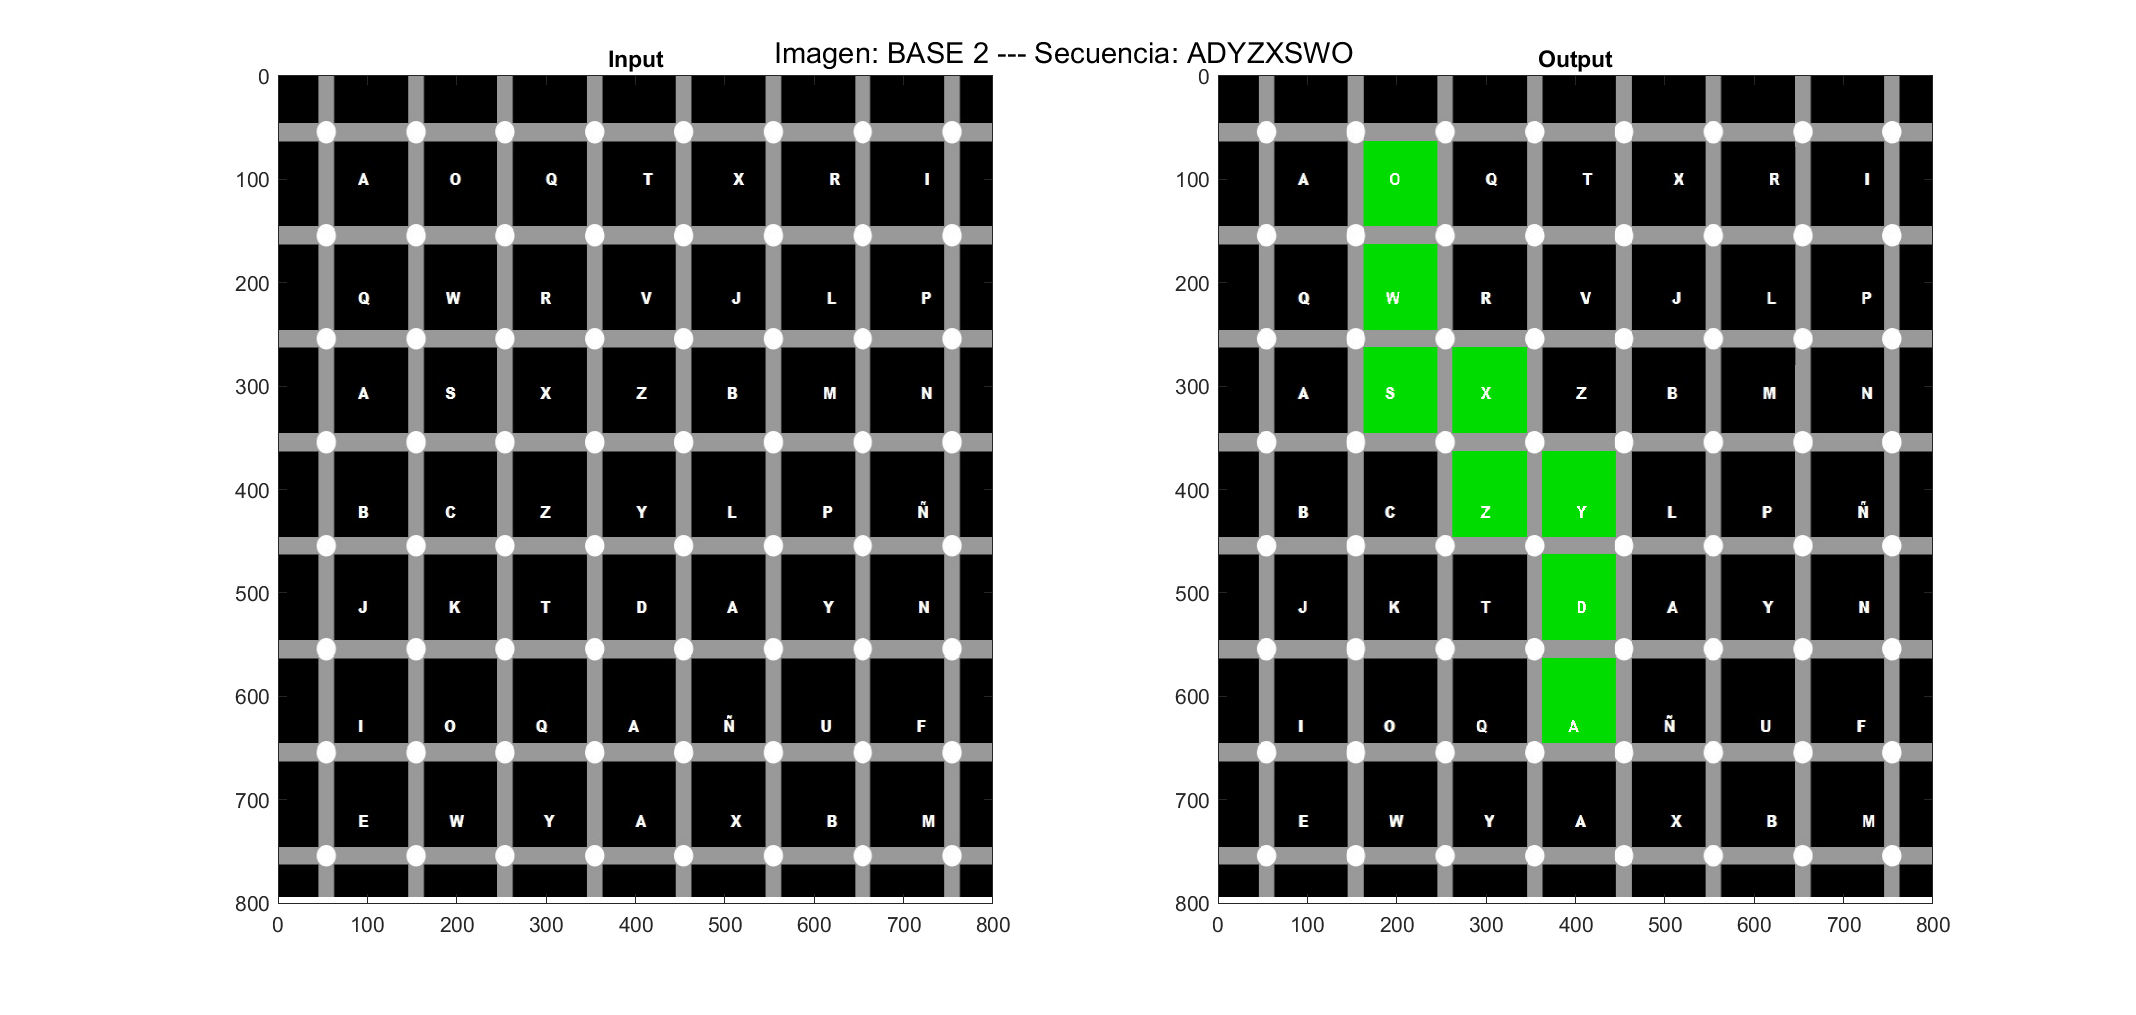 Imagen: BASE 2 --- Secuencia: ADYZXSWO
Input
0
100
200
300
400
500
600
700
800
A O Q T X R I
Q W R V J L P
A S X Z B M N
B C Z Y L P Ñ
J K T D A Y N
I O Q A Ñ U F
E W Y A X B M
0 100 200 300 400 500 600 700 800
Output
0
100
200
300
400
500
600
700
800
A O Q T X R I
Q W R V J L P
A S X Z B M N
B C Z Y L P Ñ
J K T D A Y N
I O Q A Ñ U F
E W Y A X B M
0 100 200 300 400 500 600 700 800